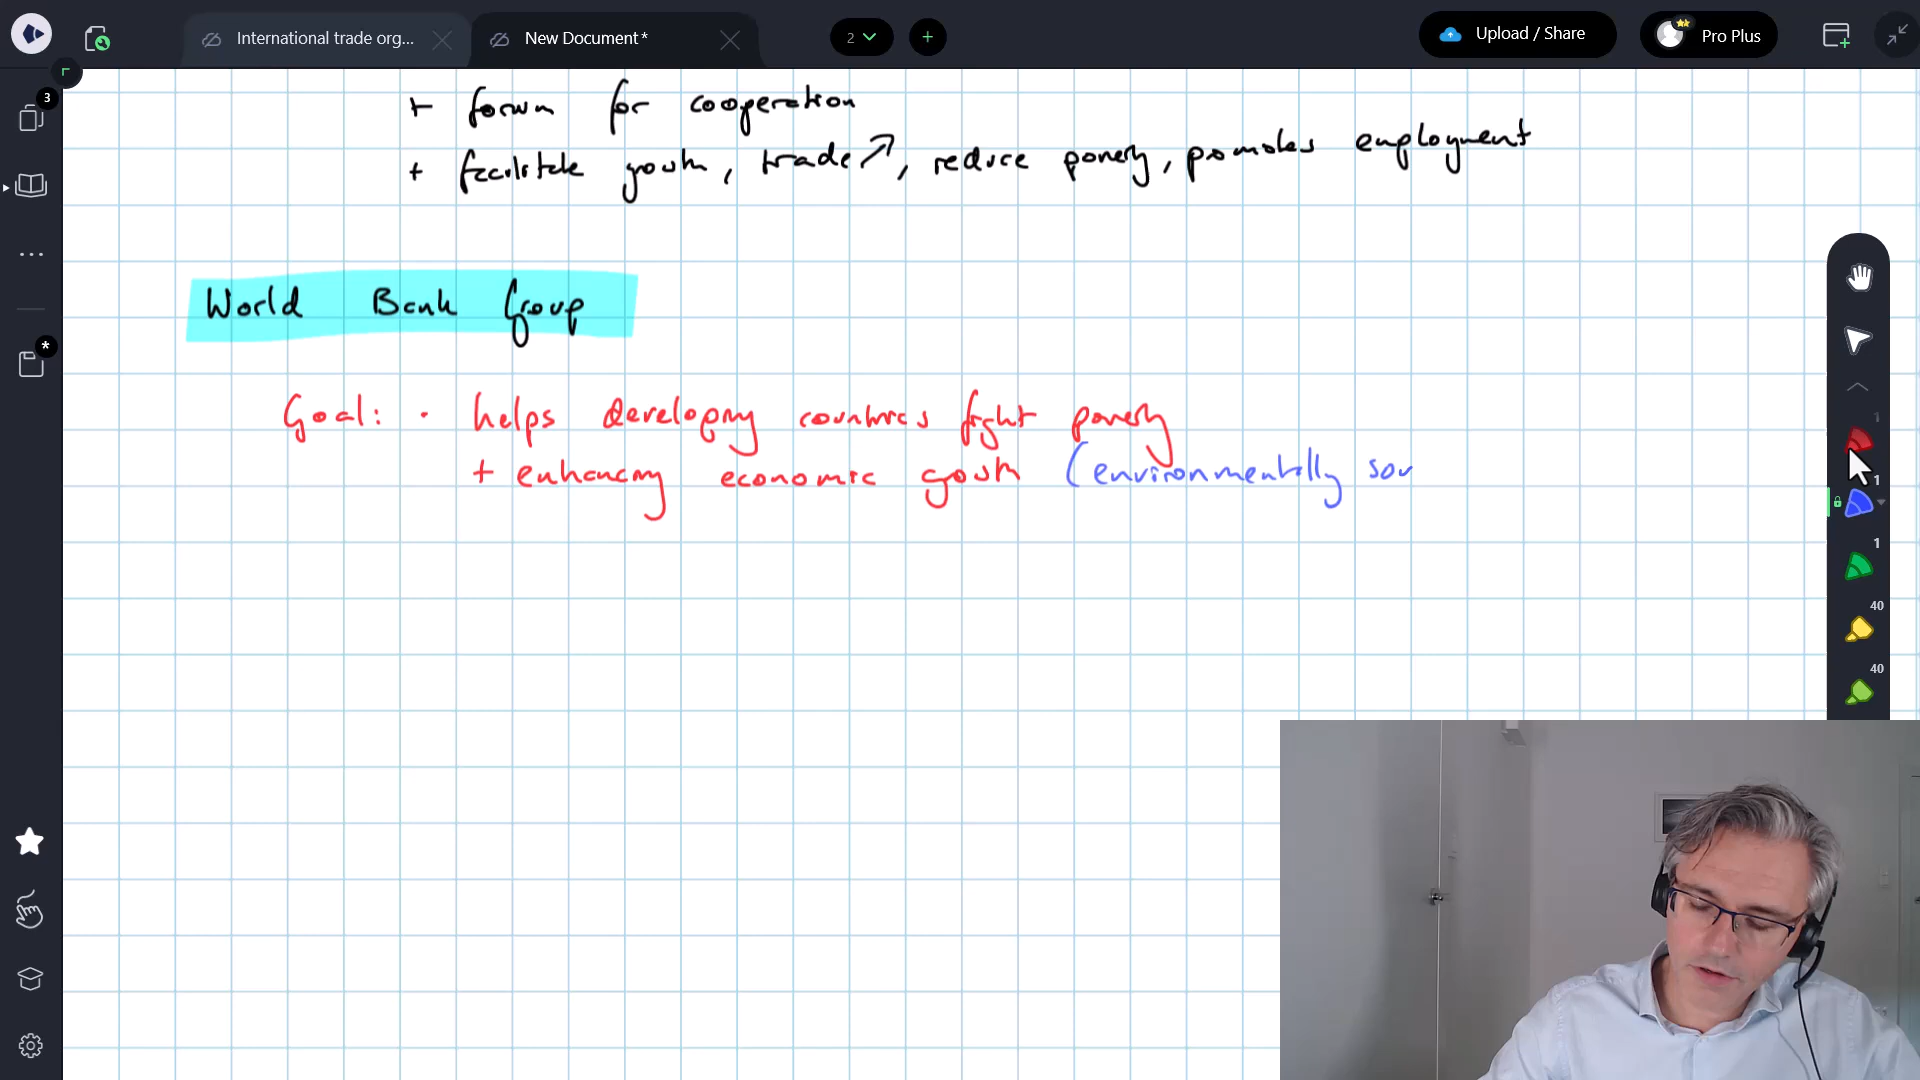 International trade org...
New Document*
2
+
Upload / Share
Pro Plus
3
+ forum for cooperation
+ facilitate growth, trade ↗, reduce poverty, promotes employment
World Bank Group
*
Goal: · helps developing countries fight poverty
+ enhancing economic growth (environmentally sou
1
1
1
40
40